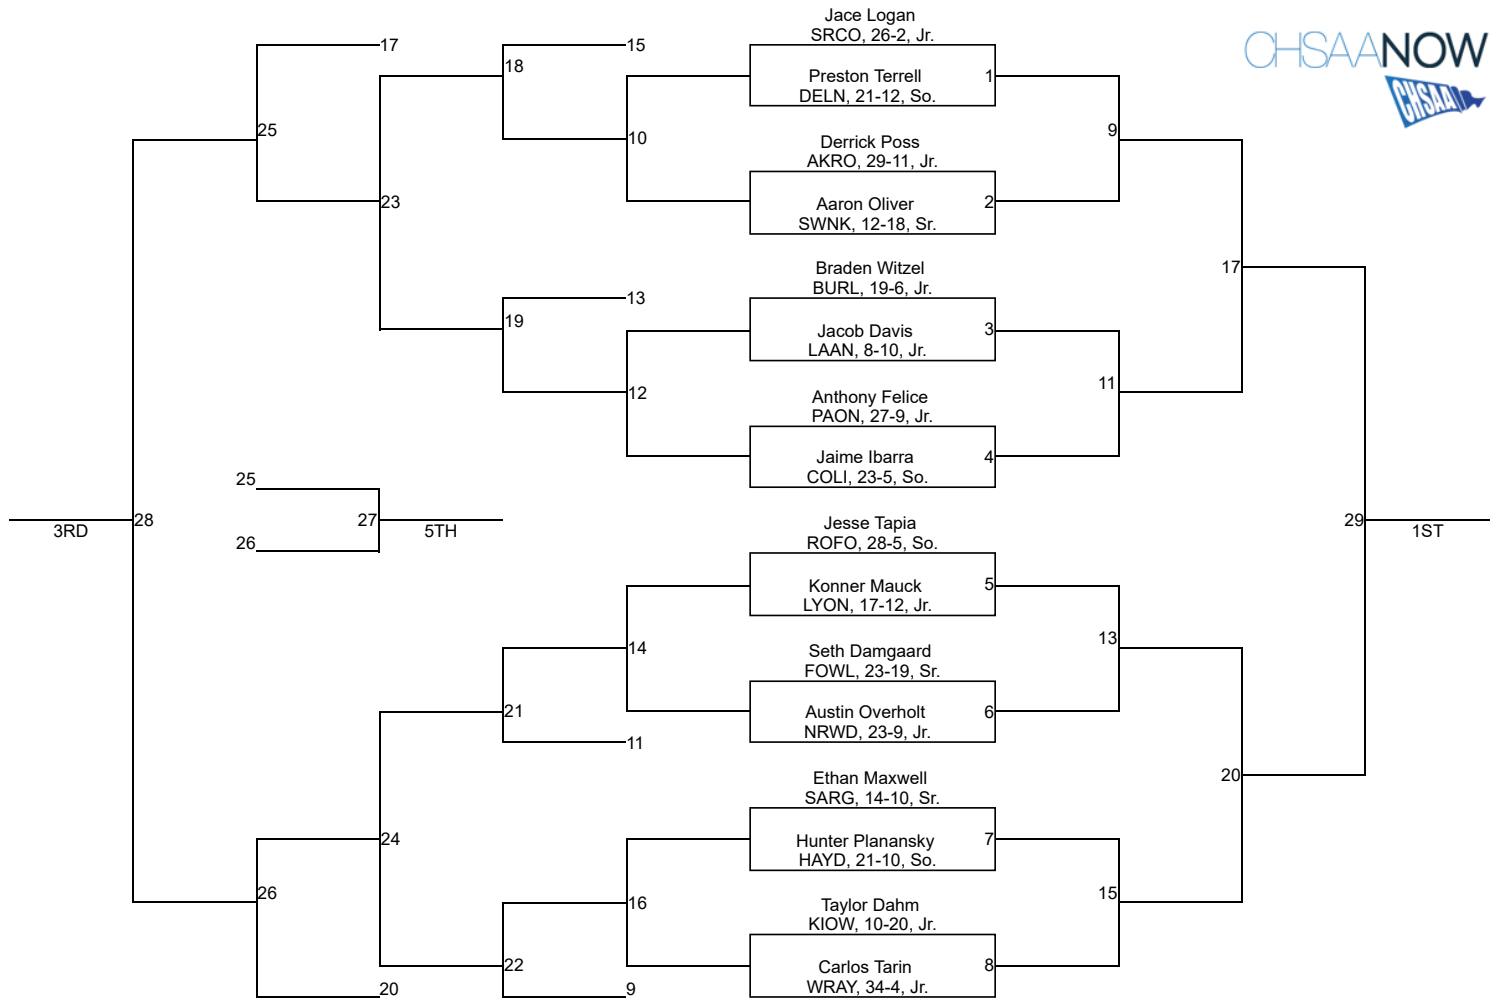 Jace Logan
SRCO, 26-2, Jr.
17
15
CHSAANOW
CHSAA
18
Preston Terrell
DELN, 21-12, So.
1
25
10
9
Derrick Poss
AKRO, 29-11, Jr.
23
Aaron Oliver
SWNK, 12-18, Sr.
2
Braden Witzel
BURL, 19-6, Jr.
17
13
19
Jacob Davis
LAAN, 8-10, Jr.
3
12
11
Anthony Felice
PAON, 27-9, Jr.
Jaime Ibarra
COLI, 23-5, So.
4
25
28
3RD
27
5TH
26
Jesse Tapia
ROFO, 28-5, So.
29
1ST
Konner Mauck
LYON, 17-12, Jr.
5
14
13
Seth Damgaard
FOWL, 23-19, Sr.
21
Austin Overholt
NRWD, 23-9, Jr.
6
11
Ethan Maxwell
SARG, 14-10, Sr.
20
24
Hunter Planansky
HAYD, 21-10, So.
7
26
16
15
Taylor Dahm
KIOW, 10-20, Jr.
22
Carlos Tarin
WRAY, 34-4, Jr.
8
20
9